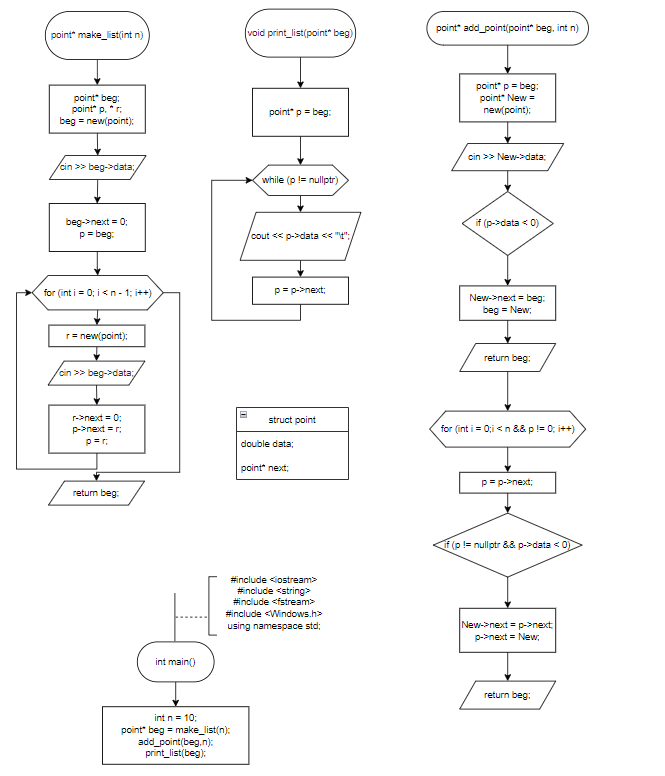 point* make_list(int n)
point* beg;
point* p, * r;
beg = new(point);
cin >> beg->data;
beg->next = 0;
p = beg;
for (int i = 0; i < n - 1; i++)
r = new(point);
cin >> beg->data;
r->next = 0;
p->next = r;
p = r;
return beg;
void print_list(point* beg)
point* p = beg;
while (p != nullptr)
cout << p->data << "\t";
p = p->next;
struct point
double data;
point* next;
point* add_point(point* beg, int n)
point* p = beg;
point* New =
new(point);
cin >> New->data;
if (p->data < 0)
New->next = beg;
beg = New;
return beg;
for (int i = 0;i < n && p != 0; i++)
p = p->next;
if (p != nullptr && p->data < 0)
New->next = p->next;
p->next = New;
return beg;
#include <iostream>
#include <string>
#include <fstream>
#include <Windows.h>
using namespace std;
int main()
int n = 10;
point* beg = make_list(n);
add_point(beg,n);
print_list(beg);